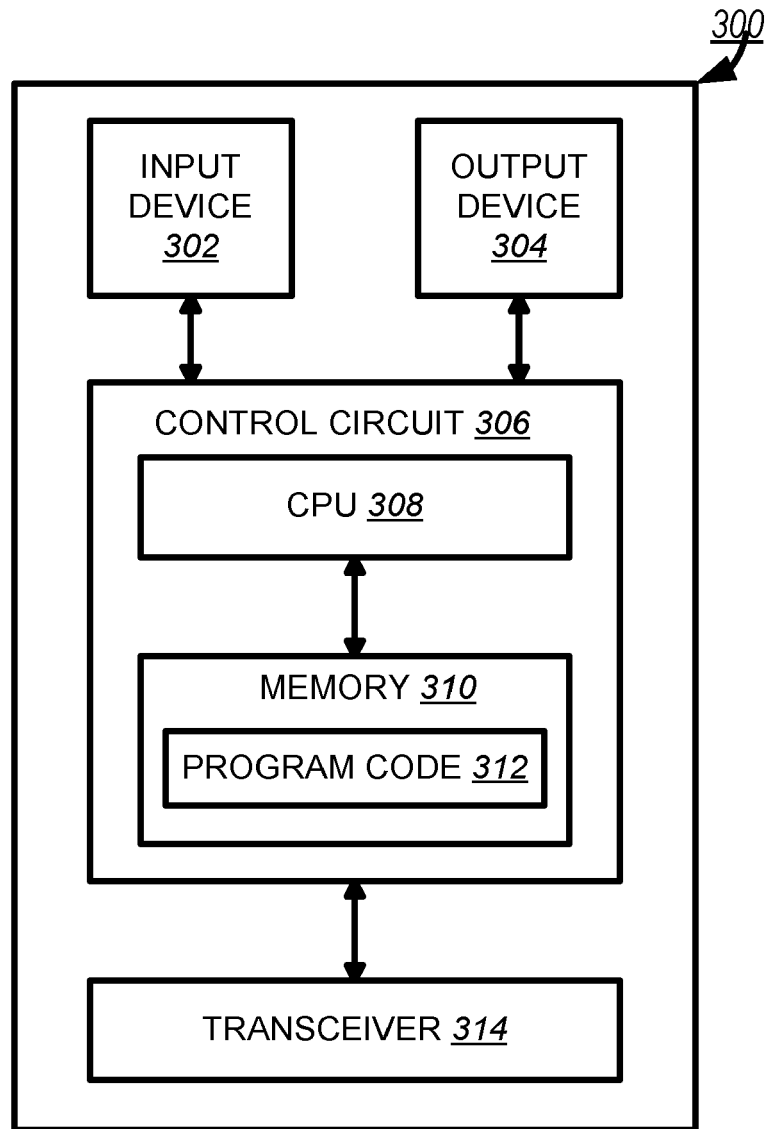 300
INPUT
DEVICE
302
OUTPUT
DEVICE
304
CONTROL CIRCUIT 306
CPU 308
MEMORY 310
PROGRAM CODE 312
TRANSCEIVER 314